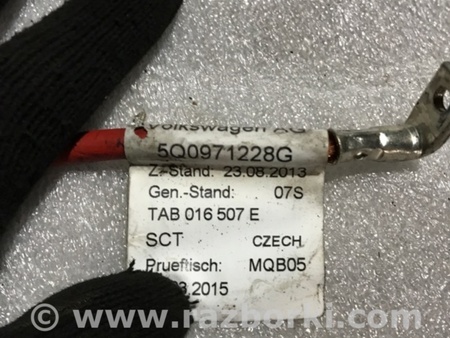 Volkswagen AG
5Q0971228G
Z.-Stand: 23.08.2013
Gen.-Stand: 07S
TAB 016 507 E
SCT CZECH
Prueftisch: MQB05
.2015
© www.razborki.com